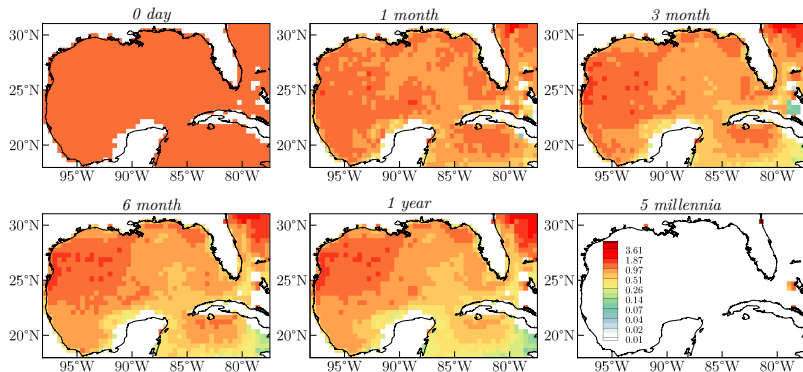 0 day
1 month
3 month
30°N
30°N
30°N
25°N
25°N
25°N
20°N
20°N
20°N
95°W 90°W 85°W 80°W
95°W 90°W 85°W 80°W
95°W 90°W 85°W 80°W
6 month
1 year
5 millennia
30°N
30°N
30°N
25°N
25°N
25°N
20°N
20°N
20°N
3.61
1.87
0.97
0.51
0.26
0.14
0.07
0.04
0.02
0.01
95°W 90°W 85°W 80°W
95°W 90°W 85°W 80°W
95°W 90°W 85°W 80°W